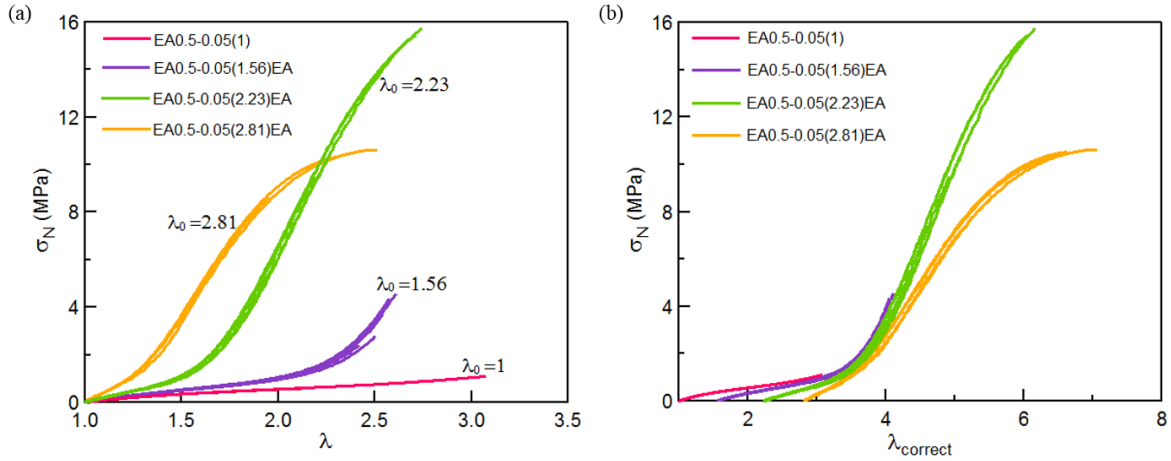 (a)
16
12
8
4
0
σN (MPa)
EA0.5-0.05(1)
EA0.5-0.05(1.56)EA
EA0.5-0.05(2.23)EA
EA0.5-0.05(2.81)EA
λ0 =2.23
λ0 =2.81
λ0 =1.56
λ0 =1
1.0 1.5 2.0 2.5 3.0 3.5
λ
(b)
16
12
8
4
0
σN (MPa)
EA0.5-0.05(1)
EA0.5-0.05(1.56)EA
EA0.5-0.05(2.23)EA
EA0.5-0.05(2.81)EA
2 3 4 5 6 7 8
λcorrect